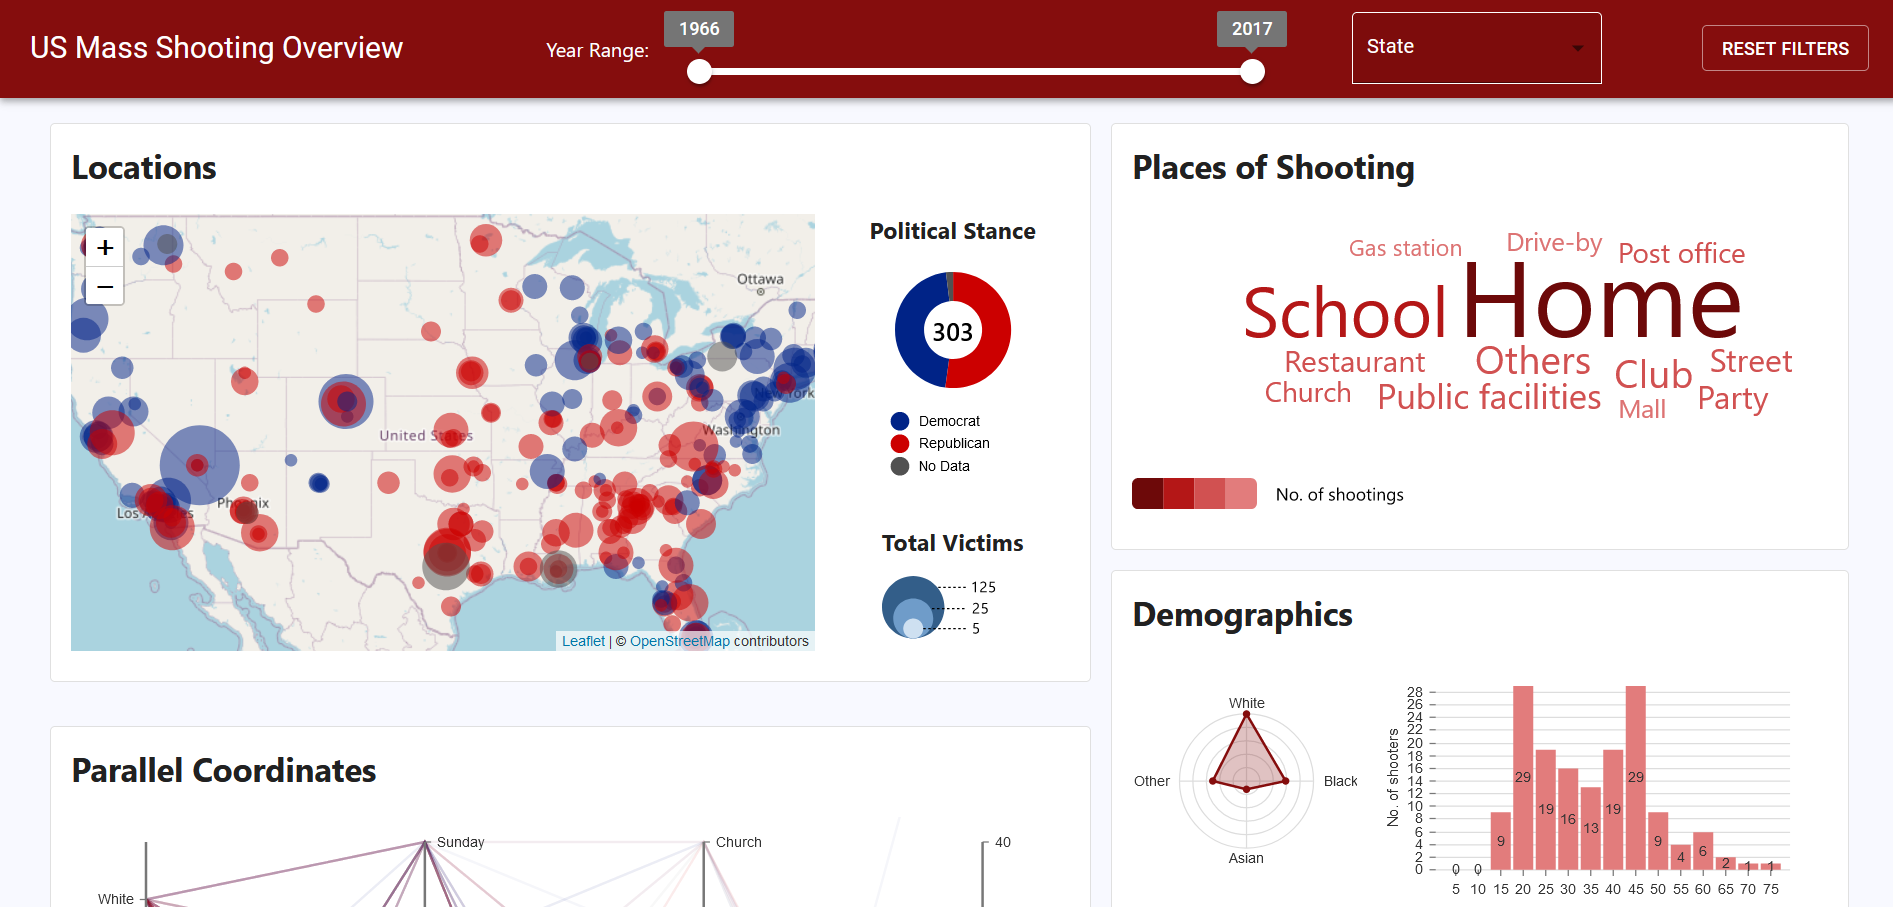 US Mass Shooting Overview
Year Range:
1966
2017
State
RESET FILTERS
Locations
+
−
Ottawa
New York
Washington
United States
Phoenix
Los Angeles
Leaflet | © OpenStreetMap contributors
Political Stance
303
Democrat
Republican
No Data
Total Victims
125
25
5
Places of Shooting
Gas station
Drive-by
Post office
School
Home
Restaurant
Others
Club
Street
Church
Public facilities
Mall
Party
No. of shootings
Demographics
White
Other
Black
Asian
No. of shooters
28
26
24
22
20
18
16
14
12
10
8
6
4
2
0
0 0 9 29 19 16 13 19 29 9 4 6 2 1 1
5 10 15 20 25 30 35 40 45 50 55 60 65 70 75
Parallel Coordinates
Sunday
Church
40
White